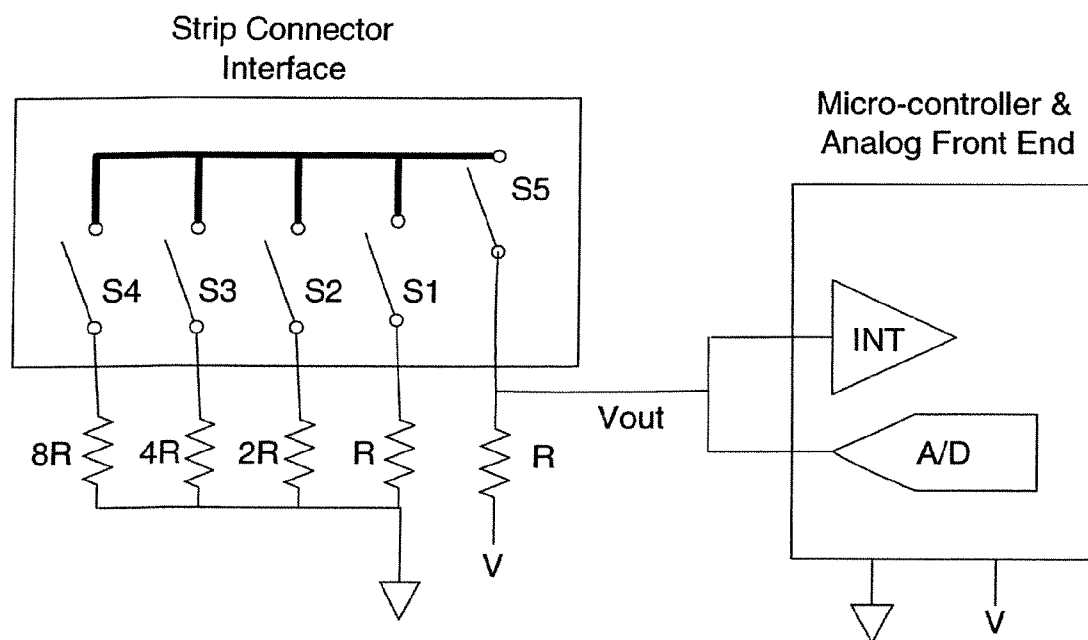 Strip Connector
Interface
Micro-controller &
Analog Front End
S5
S4
S3
S2
S1
INT
Vout
8R
4R
2R
R
R
A/D
V
V